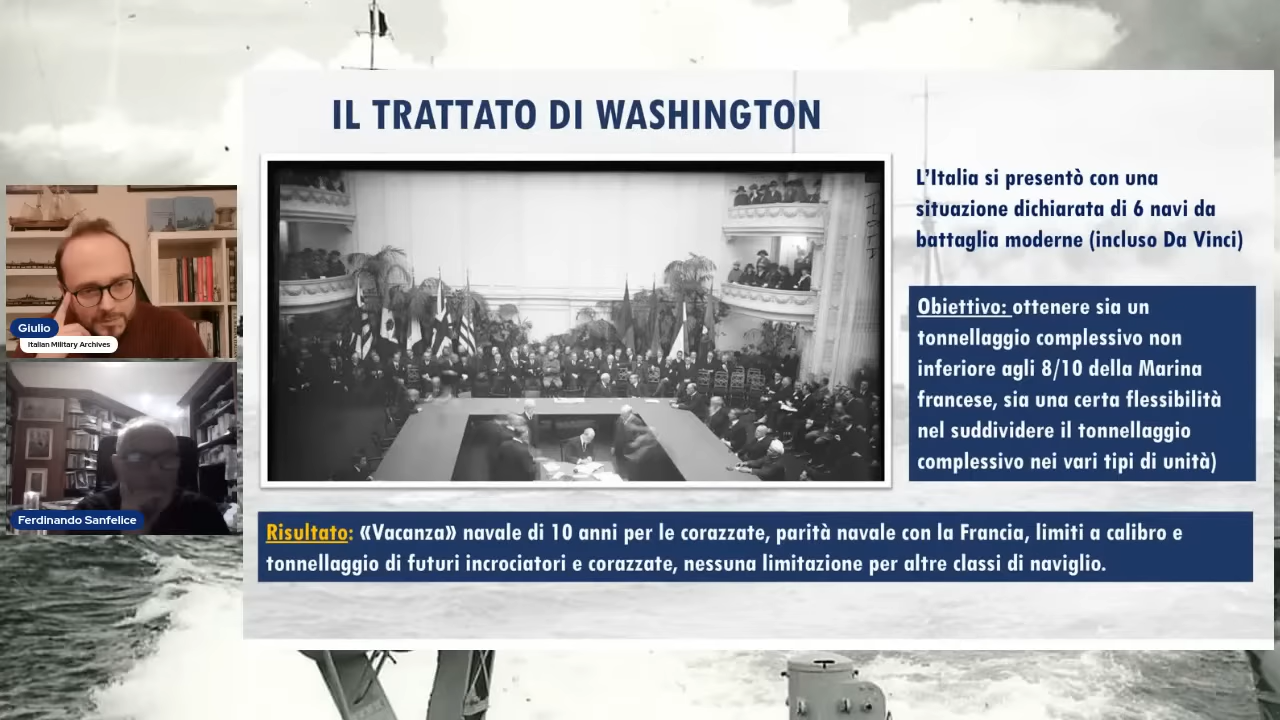 IL TRATTATO DI WASHINGTON
L'Italia si presentò con una
situazione dichiarata di 6 navi da
battaglia moderne (incluso Da Vinci)
Obiettivo: ottenere sia un
tonnellaggio complessivo non
inferiore agli 8/10 della Marina
francese, sia una certa flessibilità
nel suddividere il tonnellaggio
complessivo nei vari tipi di unità)
Risultato: «Vacanza» navale di 10 anni per le corazzate, parità navale con la Francia, limiti a calibro e
tonnellaggio di futuri incrociatori e corazzate, nessuna limitazione per altre classi di naviglio.
Giulio
Italian Military Archives
Ferdinando Sanfelice